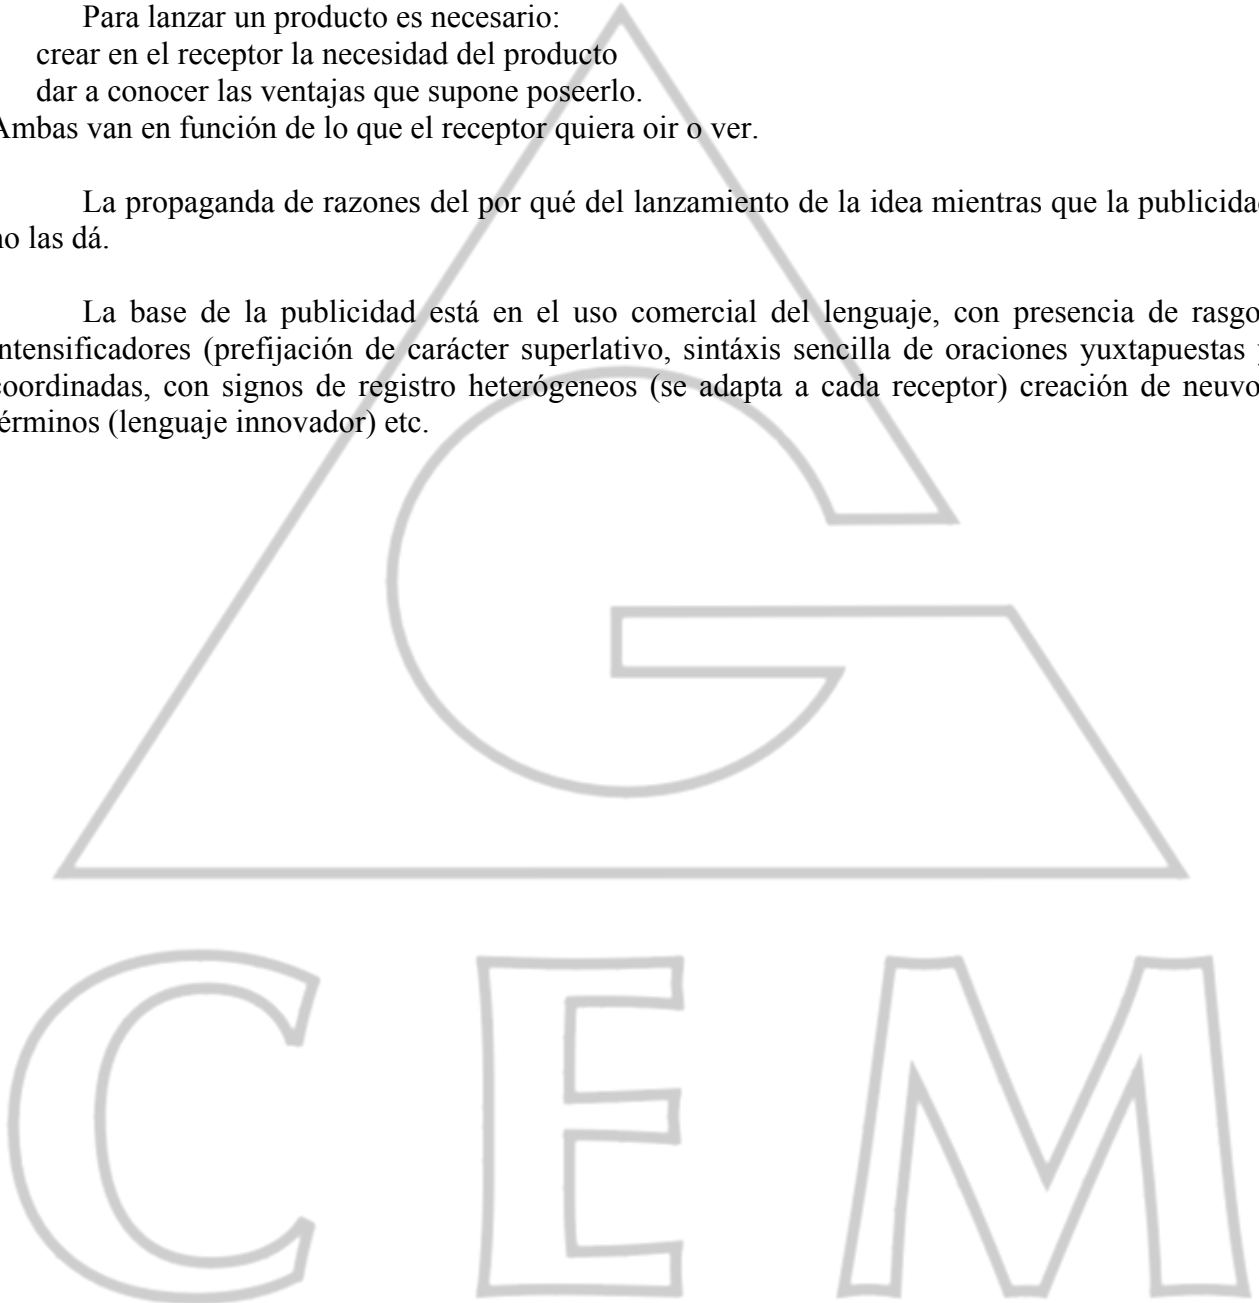 Para lanzar un producto es necesario:
crear en el receptor la necesidad del producto
dar a conocer las ventajas que supone poseerlo.
Ambas van en función de lo que el receptor quiera oir o ver.
La propaganda de razones del por qué del lanzamiento de la idea mientras que la publicida
no las dá.
La base de la publicidad está en el uso comercial del lenguaje, con presencia de rasgo
intensificadores (prefijación de carácter superlativo, sintáxis sencilla de oraciones yuxtapuestas y
coordinadas, con signos de registro heterógeneos (se adapta a cada receptor) creación de neuvo
términos (lenguaje innovador) etc.
G
CEM